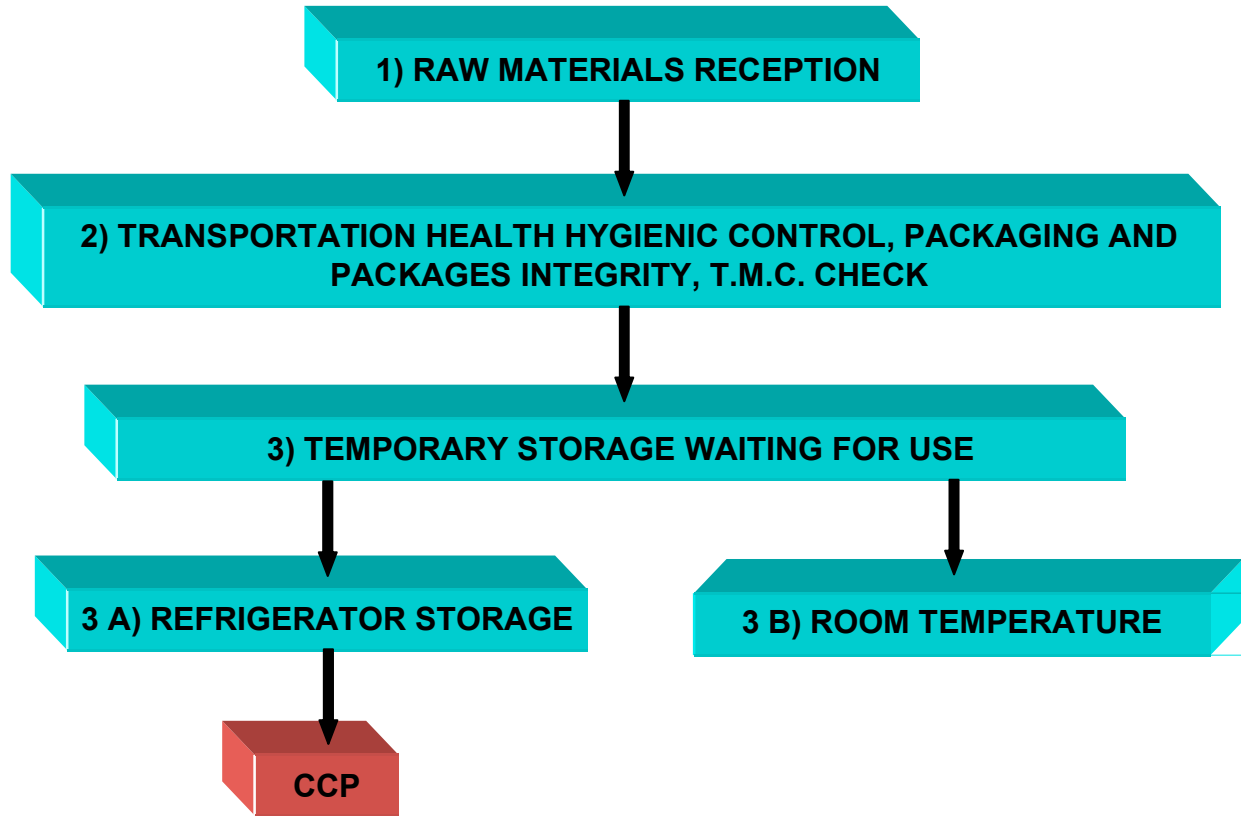 1) RAW MATERIALS RECEPTION
2) TRANSPORTATION HEALTH HYGIENIC CONTROL, PACKAGING AND
PACKAGES INTEGRITY, T.M.C. CHECK
3) TEMPORARY STORAGE WAITING FOR USE
3 A) REFRIGERATOR STORAGE
3 B) ROOM TEMPERATURE
CCP